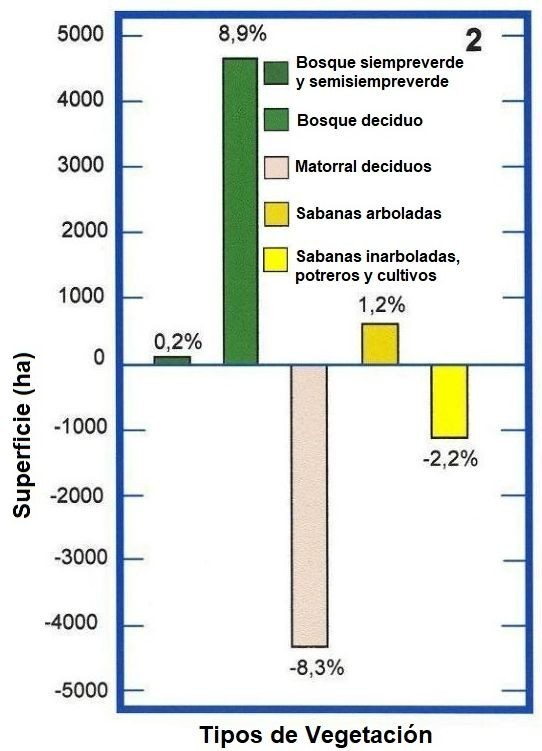 2
5000
4000
3000
2000
1000
0
-1000
-2000
-3000
-4000
-5000
Superficie (ha)
8,9%
Bosque siempreverde
y semisiempreverde
Bosque deciduo
Matorral deciduos
Sabanas arboladas
Sabanas inarboladas,
potreros y cultivos
0,2%
1,2%
-8,3%
-2,2%
Tipos de Vegetación